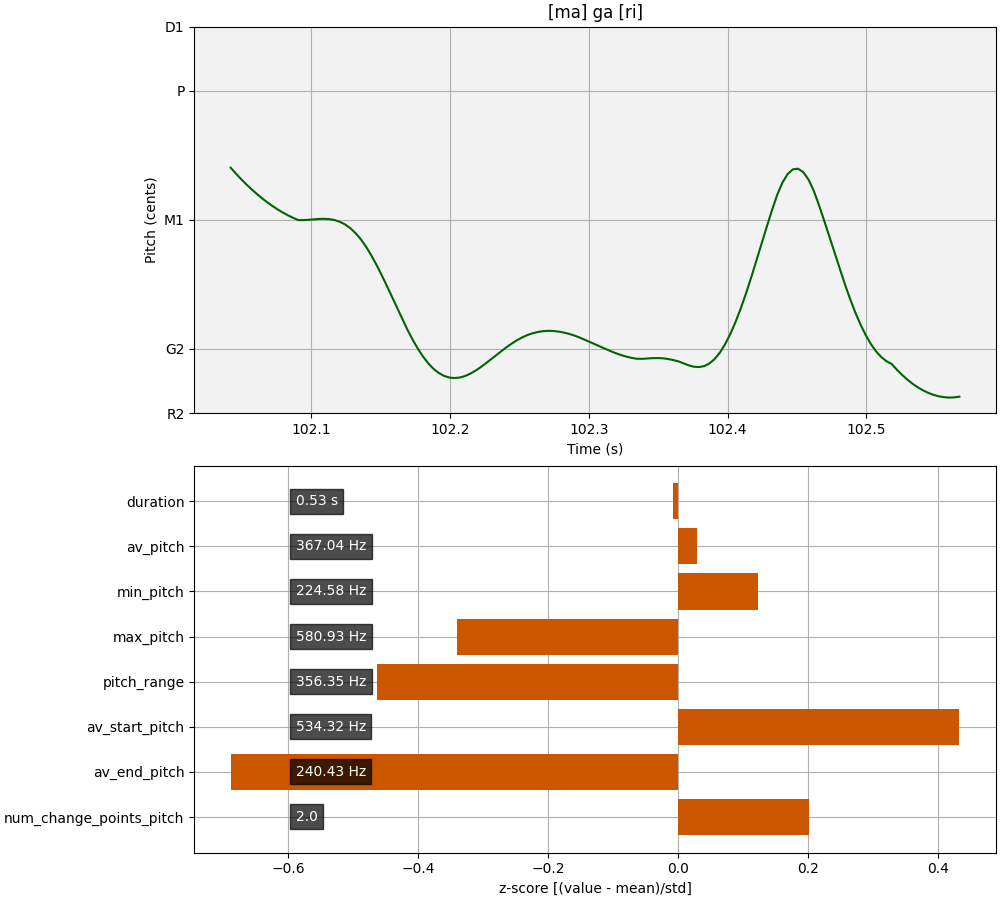 [ma] ga [ri]
D1
P
M1
G2
R2
Pitch (cents)
102.1 102.2 102.3 102.4 102.5
Time (s)
duration 0.53 s
av_pitch 367.04 Hz
min_pitch 224.58 Hz
max_pitch 580.93 Hz
pitch_range 356.35 Hz
av_start_pitch 534.32 Hz
av_end_pitch 240.43 Hz
num_change_points_pitch 2.0
−0.6 −0.4 −0.2 0.0 0.2 0.4
z-score [(value - mean)/std]